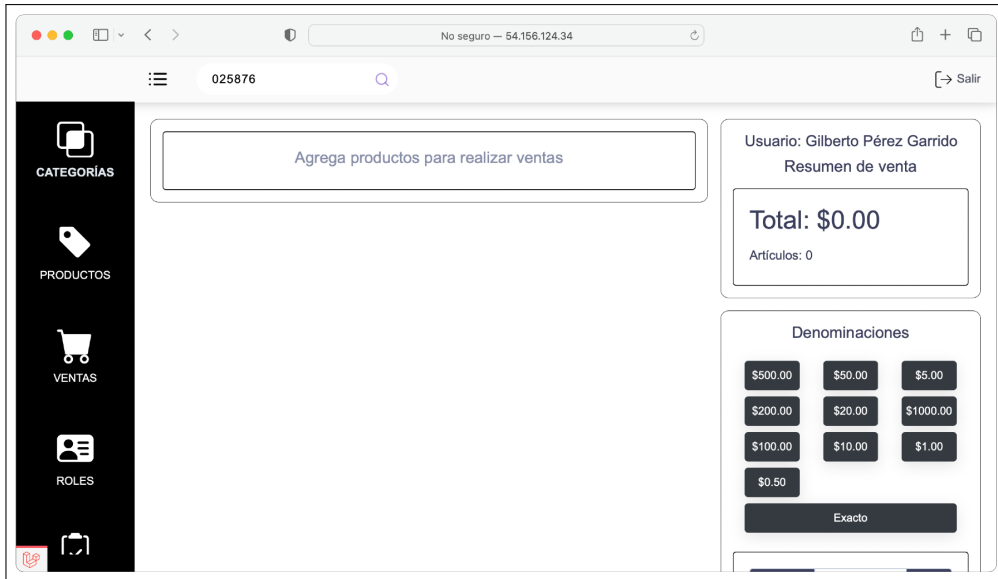 No seguro — 54.156.124.34
025876
Salir
CATEGORÍAS
PRODUCTOS
VENTAS
ROLES
Agrega productos para realizar ventas
Usuario: Gilberto Pérez Garrido
Resumen de venta
Total: $0.00
Artículos: 0
Denominaciones
$500.00 $50.00 $5.00
$200.00 $20.00 $1000.00
$100.00 $10.00 $1.00
$0.50
Exacto